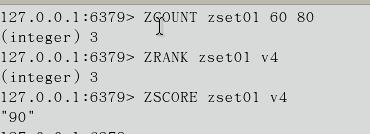 127.0.0.1:6379> ZCOUNT zset01 60 80
(integer) 3
127.0.0.1:6379> ZRANK zset01 v4
(integer) 3
127.0.0.1:6379> ZSCORE zset01 v4
"90"